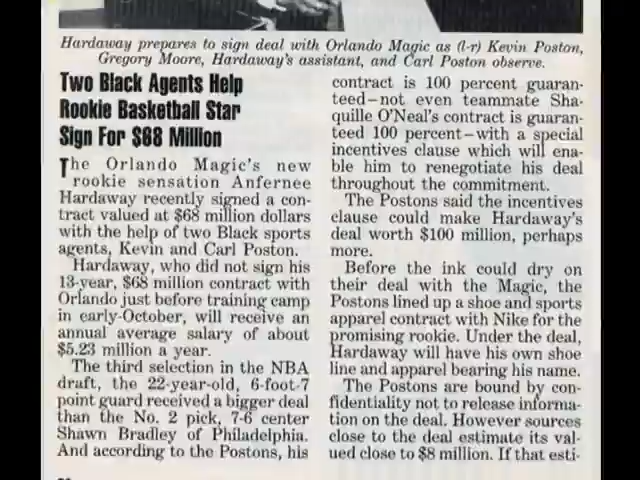 Hardaway prepares to sign deal with Orlando Magic as (l-r) Kevin Poston,
Gregory Moore, Hardaway's assistant, and Carl Poston observe.
Two Black Agents Help
Rookie Basketball Star
Sign For $68 Million
The Orlando Magic's new
rookie sensation Anfernee
Hardaway recently signed a con-
tract valued at $68 million dollars
with the help of two Black sports
agents, Kevin and Carl Poston.
Hardaway, who did not sign his
13-year, $68 million contract with
Orlando just before training camp
in early-October, will receive an
annual average salary of about
$5.23 million a year.
The third selection in the NBA
draft, the 22-year-old, 6-foot-7
point guard received a bigger deal
than the No. 2 pick, 7-6 center
Shawn Bradley of Philadelphia.
And according to the Postons, his
contract is 100 percent guaran-
teed—not even teammate Sha-
quille O'Neal's contract is guaran-
teed 100 percent—with a special
incentives clause which will ena-
ble him to renegotiate his deal
throughout the commitment.
The Postons said the incentives
clause could make Hardaway's
deal worth $100 million, perhaps
more.
Before the ink could dry on
their deal with the Magic, the
Postons lined up a shoe and sports
apparel contract with Nike for the
promising rookie. Under the deal,
Hardaway will have his own shoe
line and apparel bearing his name.
The Postons are bound by con-
fidentiality not to release informa-
tion on the deal. However sources
close to the deal estimate its val-
ued close to $8 million. If that esti-